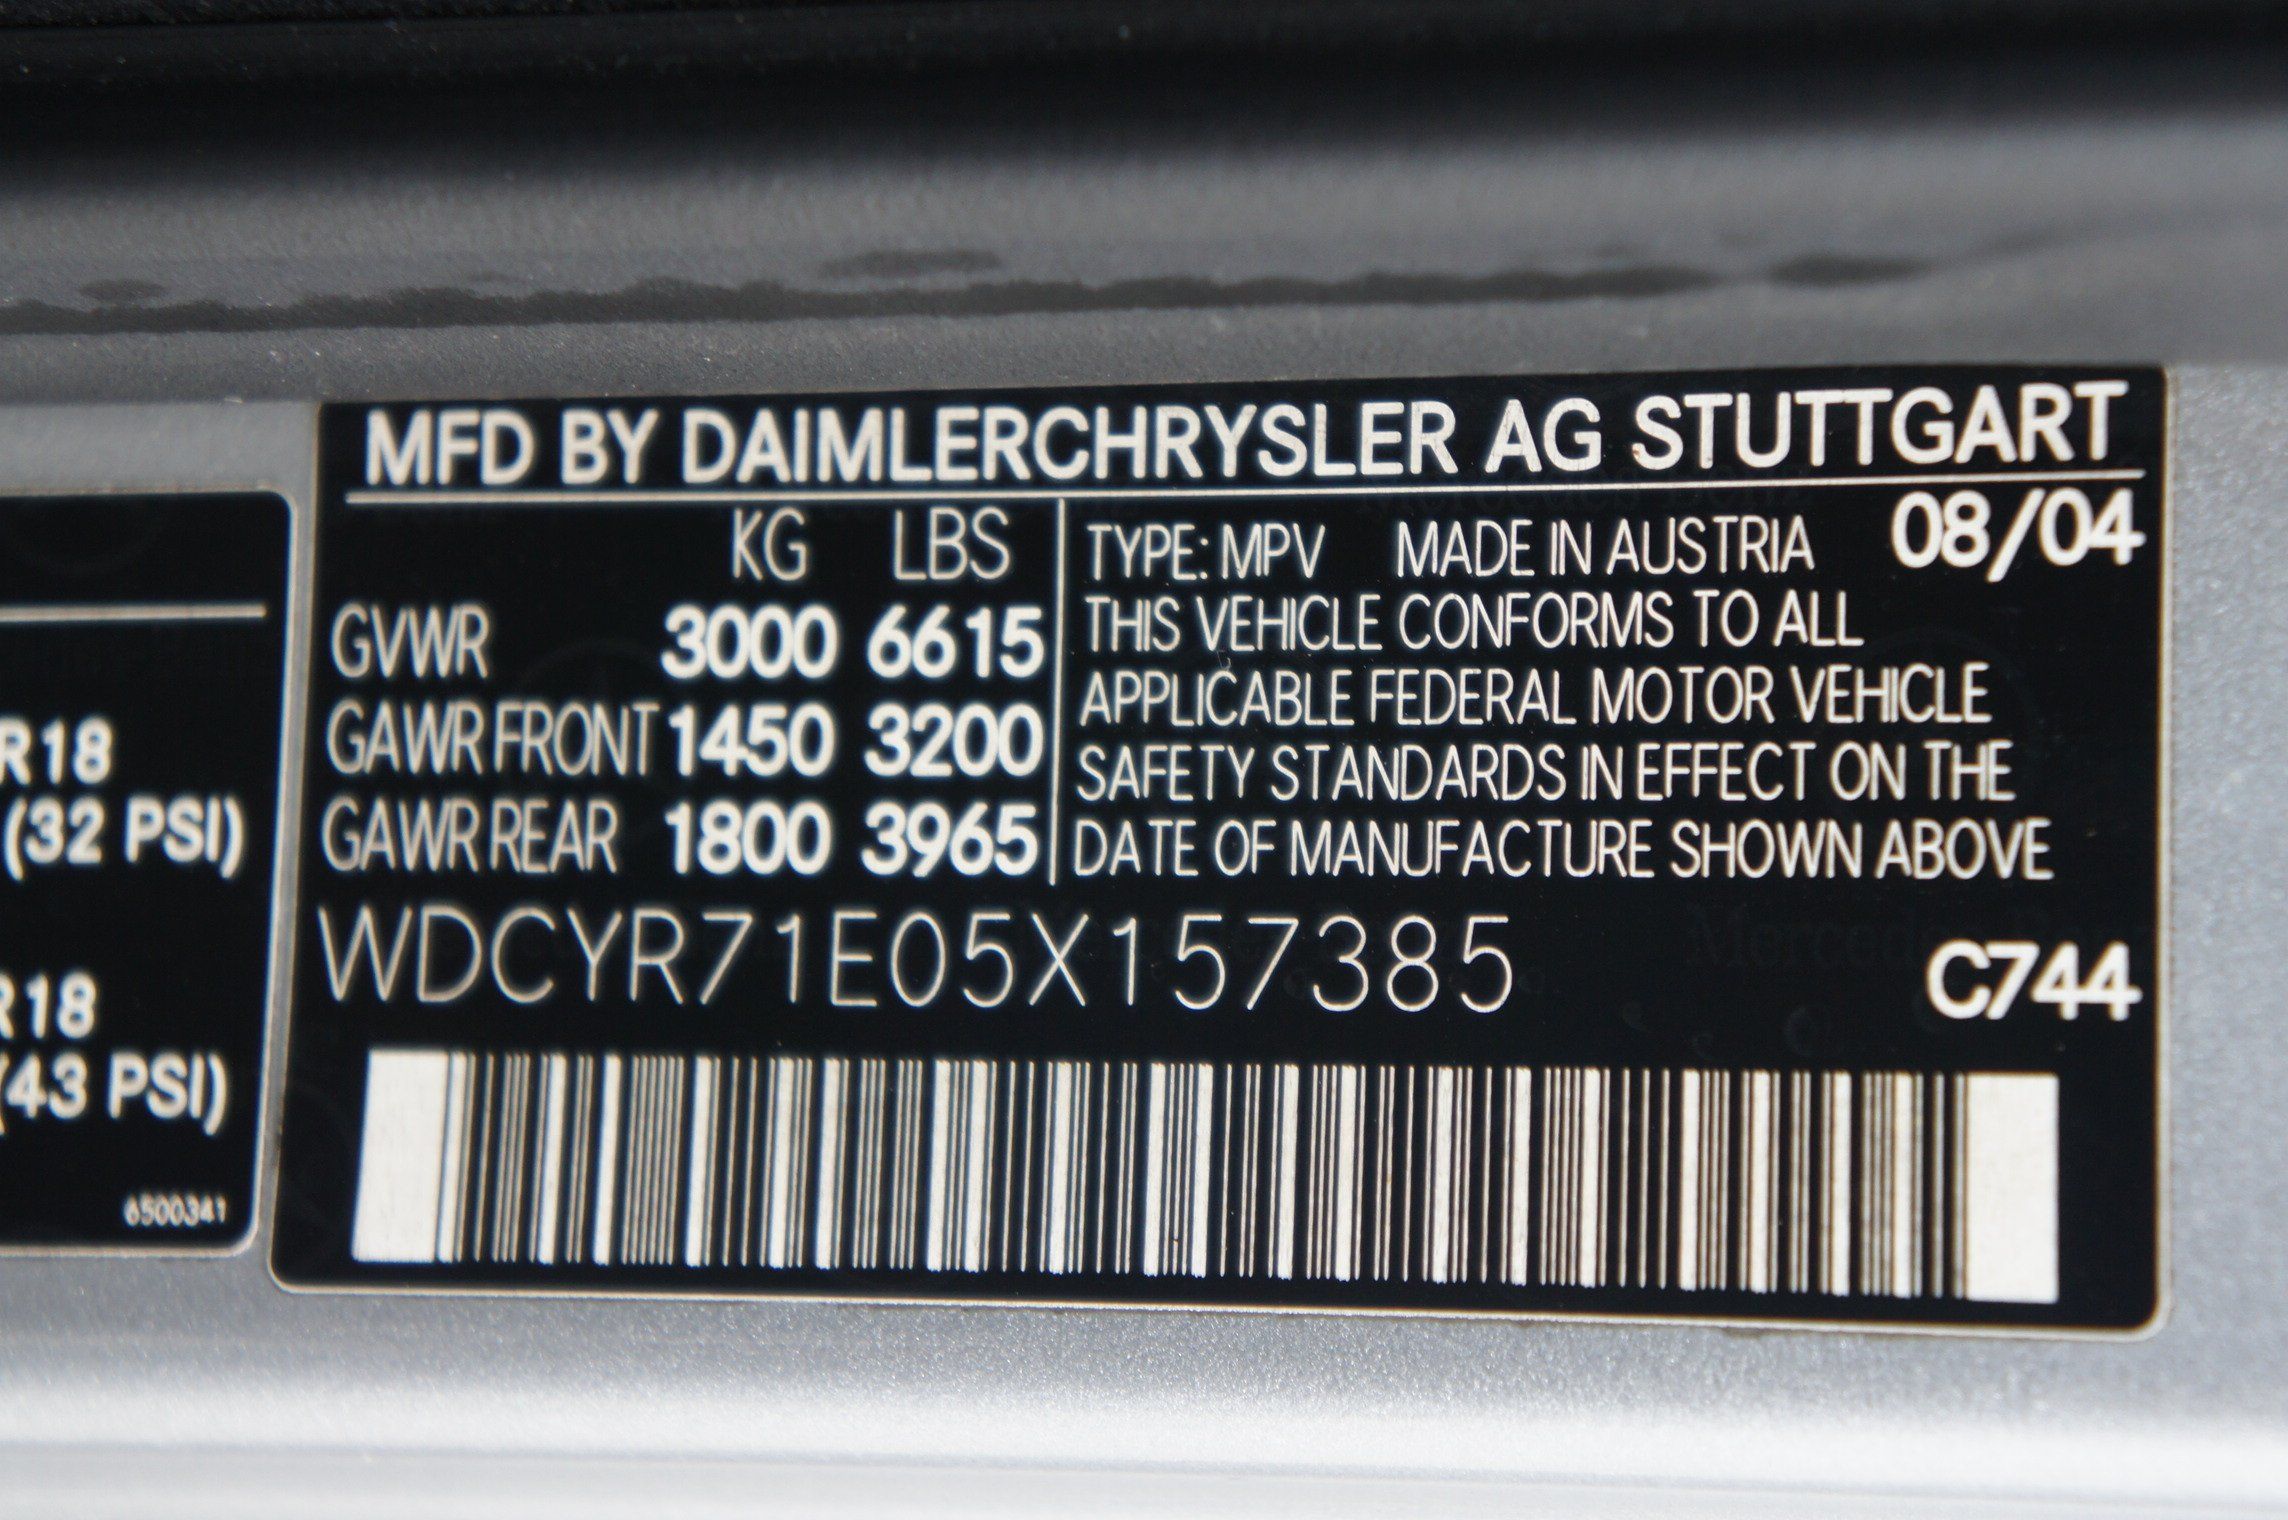 R18
(32 PSI)
R18
(43 PSI)
6500341
MFD BY DAIMLERCHRYSLER AG STUTTGART
KG LBS
GVWR 3000 6615
GAWR FRONT 1450 3200
GAWR REAR 1800 3965
TYPE: MPV MADE IN AUSTRIA 08/04
THIS VEHICLE CONFORMS TO ALL
APPLICABLE FEDERAL MOTOR VEHICLE
SAFETY STANDARDS IN EFFECT ON THE
DATE OF MANUFACTURE SHOWN ABOVE
WDCYR71E05X157385 C744